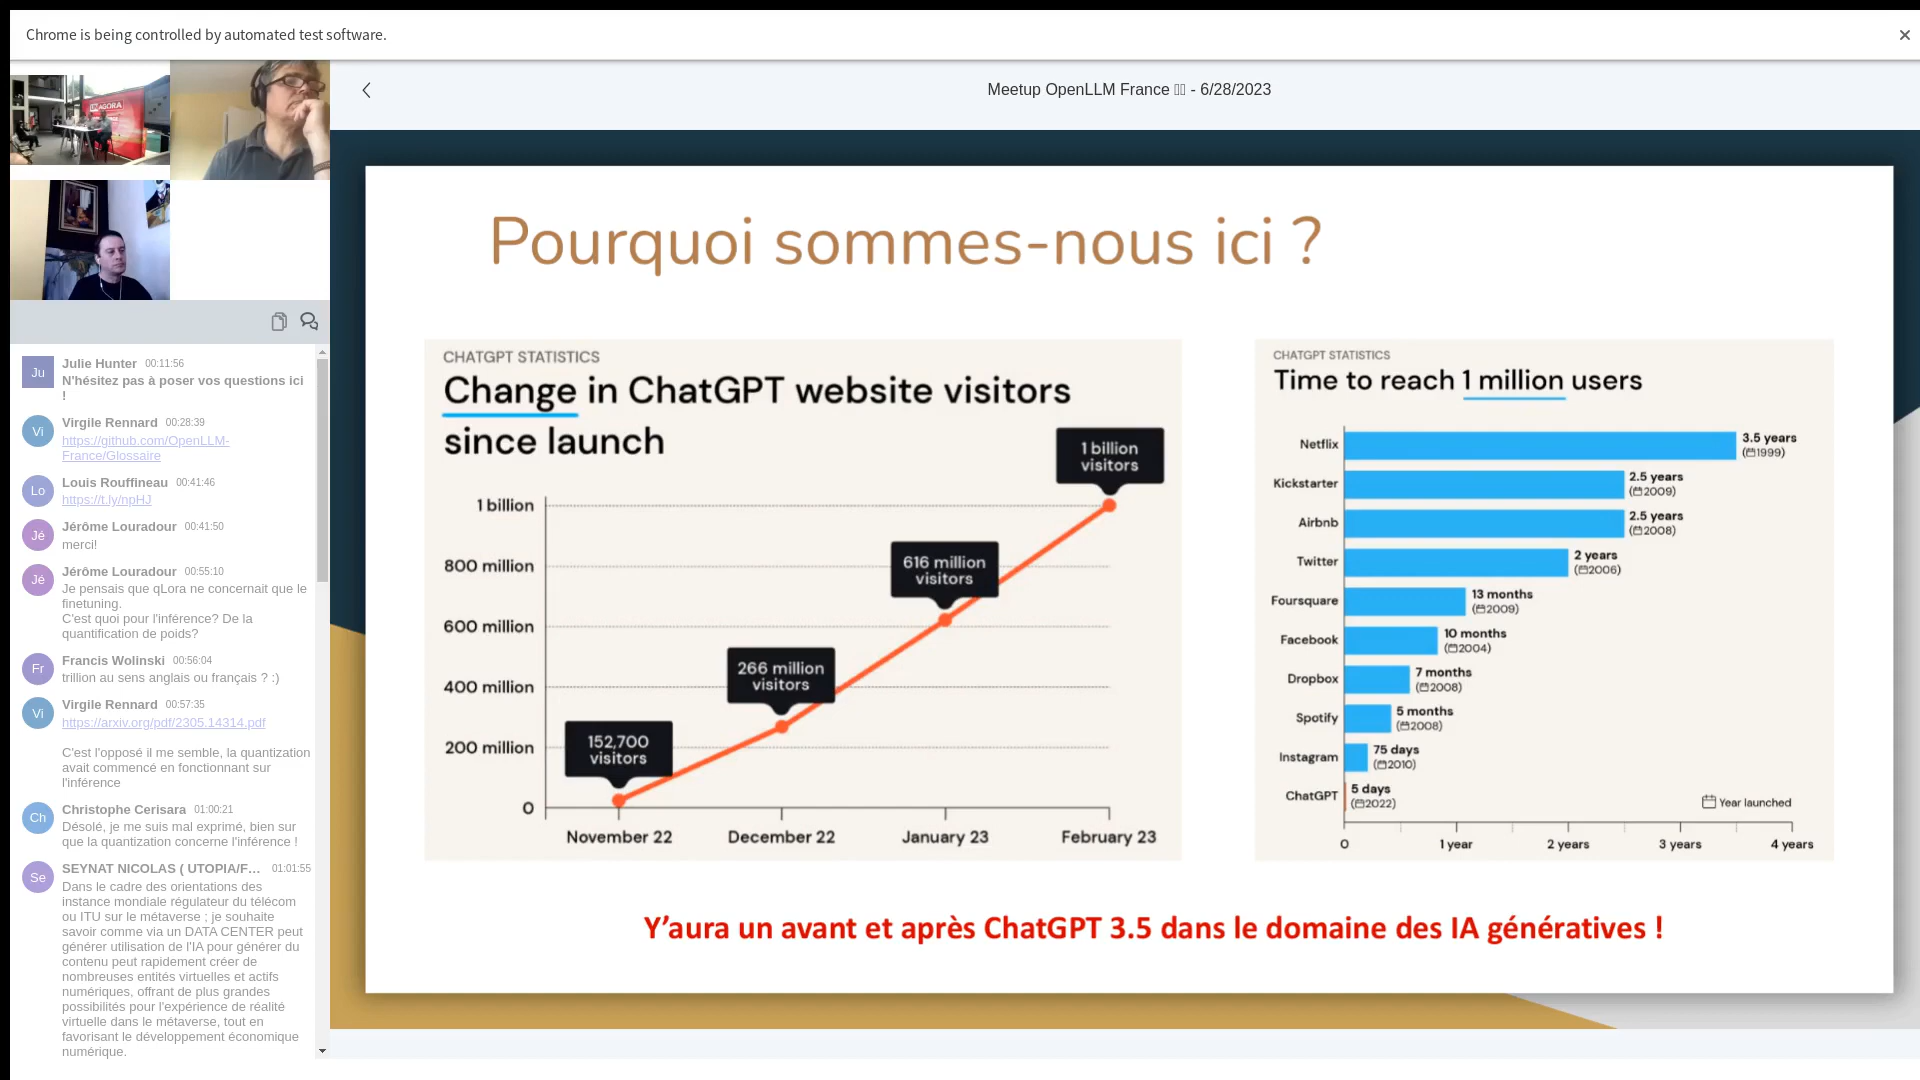 Chrome is being controlled by automated test software.
AGORA
Meetup OpenLLM France - 6/28/2023
Ju
Julie Hunter 00:11:56
N'hésitez pas à poser vos questions ici
!
Vi
Virgile Rennard 00:28:39
https://github.com/OpenLLM-
France/Glossaire
Lo
Louis Rouffineau 00:41:46
https://t.ly/npHJ
Jé
Jérôme Louradour 00:41:50
merci!
Jé
Jérôme Louradour 00:55:10
Je pensais que qLora ne concernait que le
finetuning.
C'est quoi pour l'inférence? De la
quantification de poids?
Fr
Francis Wolinski 00:56:04
trillion au sens anglais ou français ? :)
Vi
Virgile Rennard 00:57:35
https://arxiv.org/pdf/2305.14314.pdf
C'est l'opposé il me semble, la quantization
avait commencé en fonctionnant sur
l'inférence
Ch
Christophe Cerisara 01:00:21
Désolé, je me suis mal exprimé, bien sur
que la quantization concerne l'inférence !
Se
SEYNAT NICOLAS ( UTOPIA/F… 01:01:55
Dans le cadre des orientations des
instance mondiale régulateur du télécom
ou ITU sur le métaverse ; je souhaite
savoir comme via un DATA CENTER peut
générer utilisation de l'IA pour générer du
contenu peut rapidement créer de
nombreuses entités virtuelles et actifs
numériques, offrant de plus grandes
possibilités pour l'expérience de réalité
virtuelle dans le métaverse, tout en
favorisant le développement économique
numérique.
Pourquoi sommes-nous ici ?
CHATGPT STATISTICS
Change in ChatGPT website visitors
since launch
1 billion
800 million
600 million
400 million
200 million
0
152,700
visitors
266 million
visitors
616 million
visitors
1 billion
visitors
November 22 December 22 January 23 February 23
CHATGPT STATISTICS
Time to reach 1 million users
Netflix 3.5 years
(1999)
Kickstarter 2.5 years
(2009)
Airbnb 2.5 years
(2008)
Twitter 2 years
(2006)
Foursquare 13 months
(2009)
Facebook 10 months
(2004)
Dropbox 7 months
(2008)
Spotify 5 months
(2008)
Instagram 75 days
(2010)
ChatGPT 5 days
(2022)
Year launched
0 1 year 2 years 3 years 4 years
Y'aura un avant et après ChatGPT 3.5 dans le domaine des IA génératives !